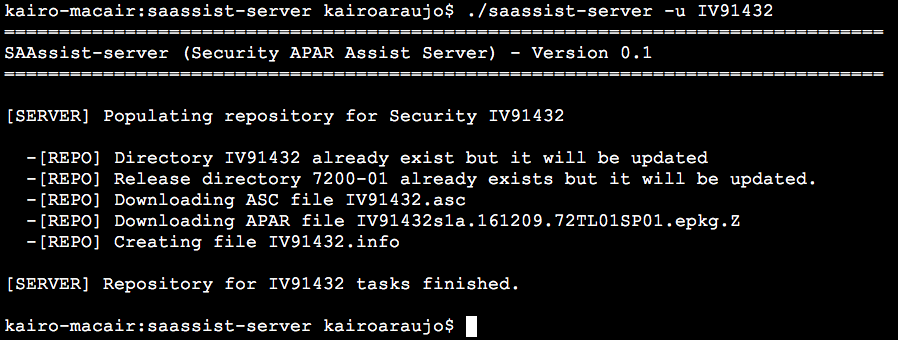 kairo-macair:saassist-server kairoaraujo$ ./saassist-server -u IV91432
================================================================================
SAAssist-server (Security APAR Assist Server) - Version 0.1
================================================================================
[SERVER] Populating repository for Security IV91432
-[REPO] Directory IV91432 already exist but it will be updated
-[REPO] Release directory 7200-01 already exists but it will be updated.
-[REPO] Downloading ASC file IV91432.asc
-[REPO] Downloading APAR file IV91432s1a.161209.72TL01SP01.epkg.Z
-[REPO] Creating file IV91432.info
[SERVER] Repository for IV91432 tasks finished.
kairo-macair:saassist-server kairoaraujo$